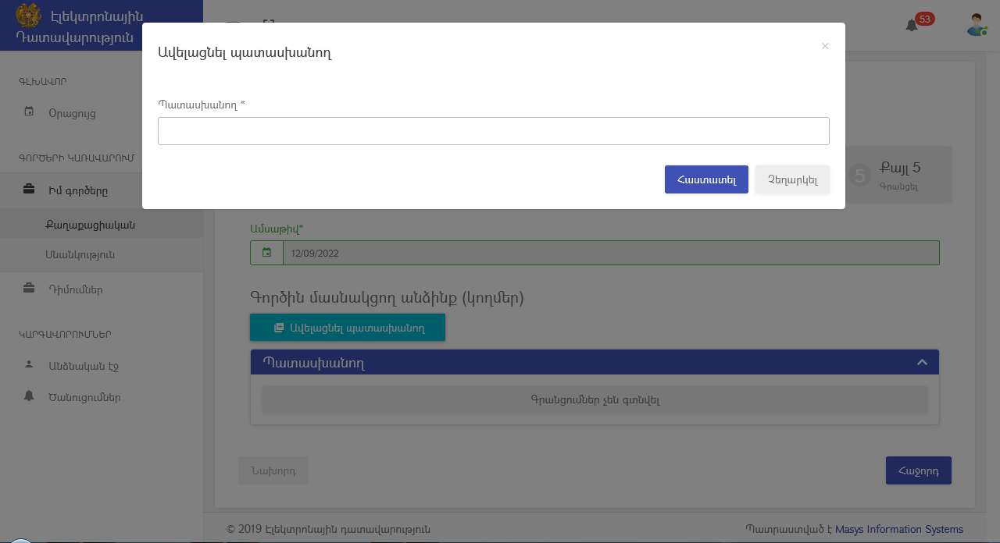 Էլեկտրոնային
Դատավարություն
53
Ավելացնել պատասխանող
×
Պատասխանող *
Հաստատել
Չեղարկել
ԳԼԽԱՎՈՐ
Օրացույց
ԳՈՐԾԵՐԻ ԿԱՌԱՎԱՐՈՒՄ
Իմ գործերը
Քաղաքացիական
Սնանկություն
Դիմումներ
ԿԱՐԳԱՎՈՐՈՒՄՆԵՐ
Անձնական էջ
Ծանուցումներ
5
Քայլ 5
Գրանցել
Ամսաթիվ*
12/09/2022
Գործին մասնակցող անձինք (կողմեր)
Ավելացնել պատասխանող
Պատասխանող
Գրանցումներ չեն գտնվել
Նախորդ
Հաջորդ
© 2019 Էլեկտրոնային դատավարություն
Պատրաստված է Masys Information Systems